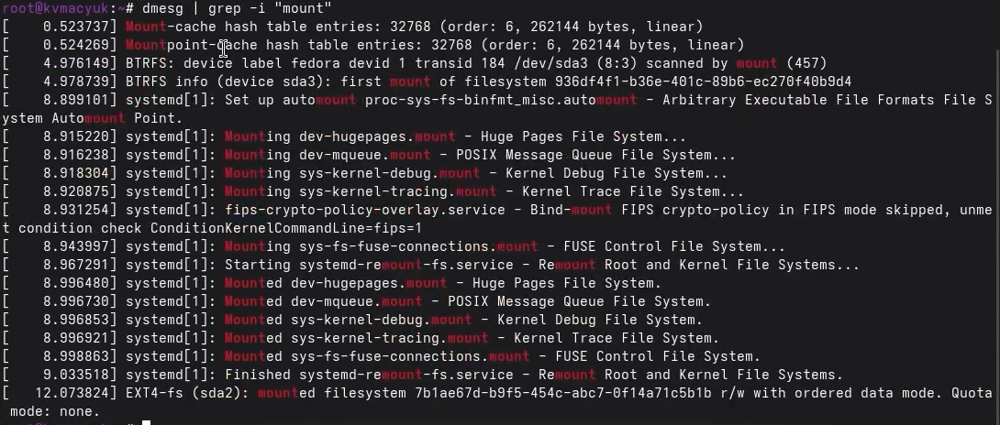 root@kvmacyuk:~# dmesg | grep -i "mount"
[    0.523737] Mount-cache hash table entries: 32768 (order: 6, 262144 bytes, linear)
[    0.524269] Mountpoint-cache hash table entries: 32768 (order: 6, 262144 bytes, linear)
[    4.976149] BTRFS: device label fedora devid 1 transid 184 /dev/sda3 (8:3) scanned by mount (457)
[    4.978739] BTRFS info (device sda3): first mount of filesystem 936df4f1-b36e-401c-89b6-ec270f40b9d4
[    8.899101] systemd[1]: Set up automount proc-sys-fs-binfmt_misc.automount - Arbitrary Executable File Formats File S
ystem Automount Point.
[    8.915220] systemd[1]: Mounting dev-hugepages.mount - Huge Pages File System...
[    8.916238] systemd[1]: Mounting dev-mqueue.mount - POSIX Message Queue File System...
[    8.918304] systemd[1]: Mounting sys-kernel-debug.mount - Kernel Debug File System...
[    8.920875] systemd[1]: Mounting sys-kernel-tracing.mount - Kernel Trace File System...
[    8.931254] systemd[1]: fips-crypto-policy-overlay.service - Bind-mount FIPS crypto-policy in FIPS mode skipped, unme
t condition check ConditionKernelCommandLine=fips=1
[    8.943997] systemd[1]: Mounting sys-fs-fuse-connections.mount - FUSE Control File System...
[    8.967291] systemd[1]: Starting systemd-remount-fs.service - Remount Root and Kernel File Systems...
[    8.996480] systemd[1]: Mounted dev-hugepages.mount - Huge Pages File System.
[    8.996730] systemd[1]: Mounted dev-mqueue.mount - POSIX Message Queue File System.
[    8.996853] systemd[1]: Mounted sys-kernel-debug.mount - Kernel Debug File System.
[    8.996921] systemd[1]: Mounted sys-kernel-tracing.mount - Kernel Trace File System.
[    8.998863] systemd[1]: Mounted sys-fs-fuse-connections.mount - FUSE Control File System.
[    9.033518] systemd[1]: Finished systemd-remount-fs.service - Remount Root and Kernel File Systems.
[   12.073824] EXT4-fs (sda2): mounted filesystem 7b1ae67d-b9f5-454c-abc7-0f14a71c5b1b r/w with ordered data mode. Quota
 mode: none.